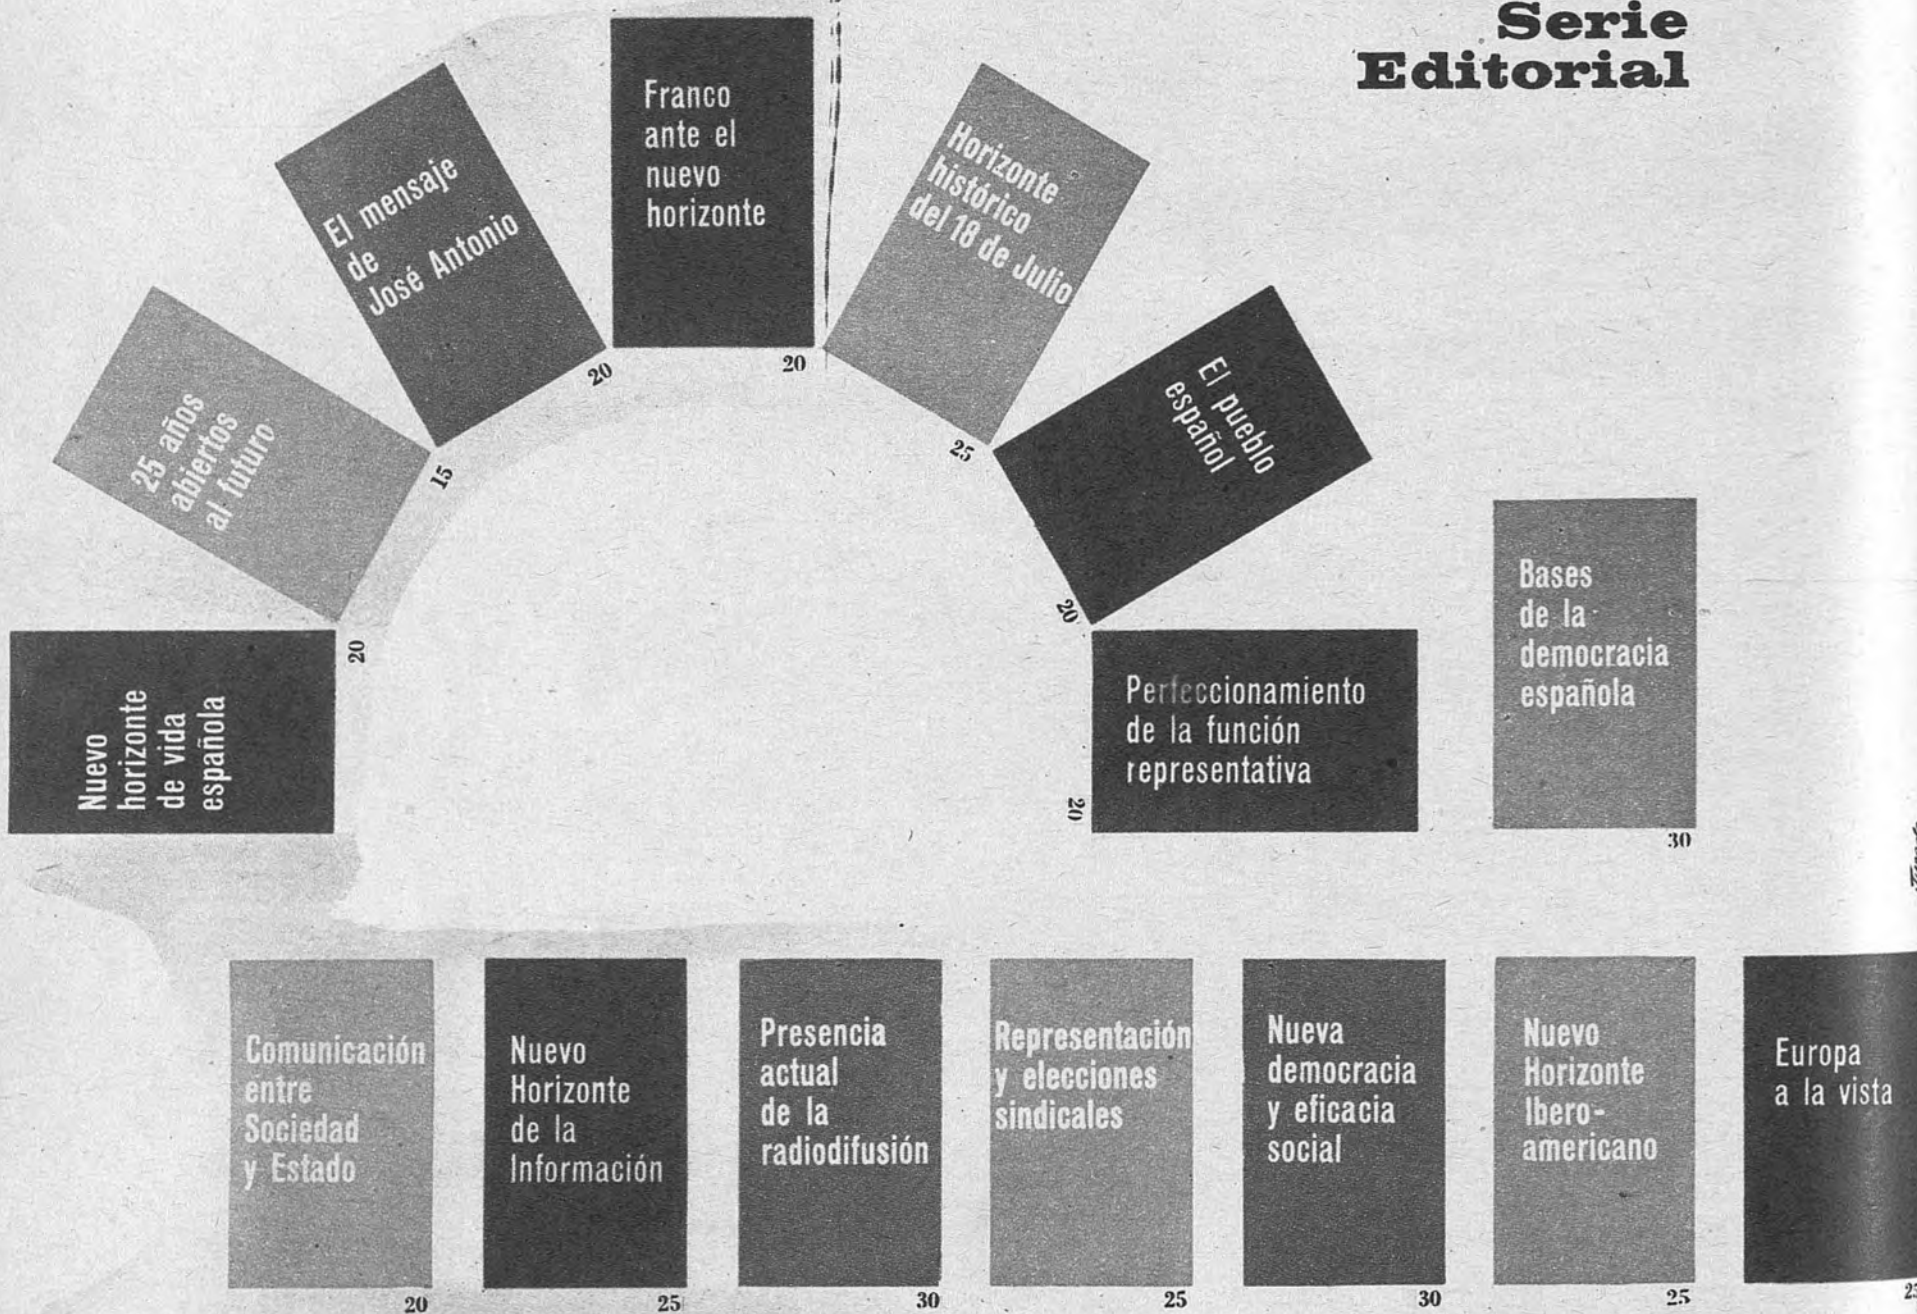 Serie
Editorial
Nuevo
horizonte
de vida
española
20
25 años
abiertos
al futuro
15
El mensaje
de
José Antonio
20
Franco
ante el
nuevo
horizonte
20
Horizonte
histórico
del 18 de Julio
25
El pueblo
español
20
Perfeccionamiento
de la función
representativa
20
Bases
de la
democracia
española
30
Comunicación
entre
Sociedad
y Estado
20
Nuevo
Horizonte
de la
Información
25
Presencia
actual
de la
radiodifusión
30
Representación
y elecciones
sindicales
25
Nueva
democracia
y eficacia
social
30
Nuevo
Horizonte
Ibero-
americano
25
Europa
a la vista